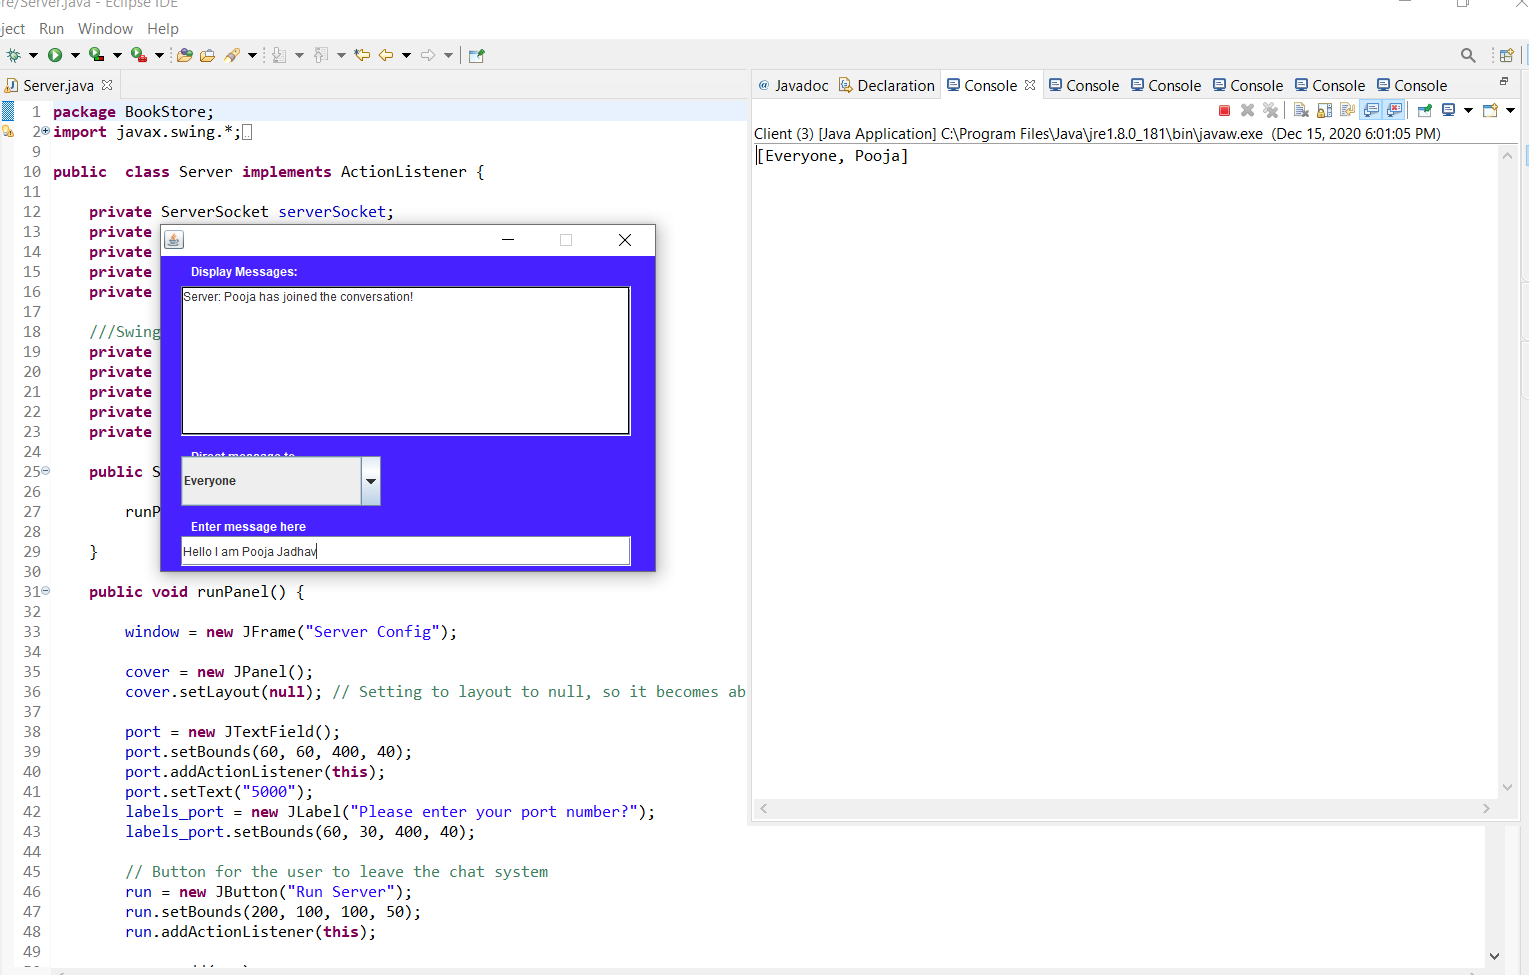 re/Server.java - Eclipse IDE
ject Run Window Help
Server.java
1 package BookStore;
2 import javax.swing.*;
9
10 public class Server implements ActionListener {
11
12 private ServerSocket serverSocket;
13 private
14 private
15 private
16 private
17
18 ///Swing
19 private
20 private
21 private
22 private
23 private
24
25 public S
26
27 runP
28
29 }
30
31 public void runPanel() {
32
33 window = new JFrame("Server Config");
34
35 cover = new JPanel();
36 cover.setLayout(null); // Setting to layout to null, so it becomes ab
37
38 port = new JTextField();
39 port.setBounds(60, 60, 400, 40);
40 port.addActionListener(this);
41 port.setText("5000");
42 labels_port = new JLabel("Please enter your port number?");
43 labels_port.setBounds(60, 30, 400, 40);
44
45 // Button for the user to leave the chat system
46 run = new JButton("Run Server");
47 run.setBounds(200, 100, 100, 50);
48 run.addActionListener(this);
49
Display Messages:
Server: Pooja has joined the conversation!
Direct message to
Everyone
Enter message here
Hello I am Pooja Jadhav
@ Javadoc Declaration Console Console Console Console Console Console
Client (3) [Java Application] C:\Program Files\Java\jre1.8.0_181\bin\javaw.exe (Dec 15, 2020 6:01:05 PM)
[Everyone, Pooja]